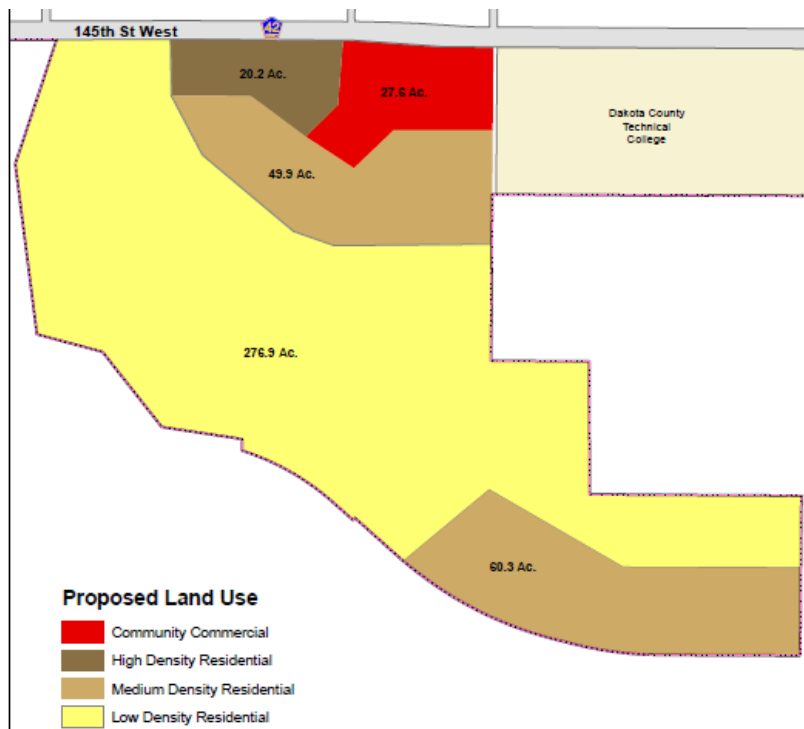 145th St West
42
20.2 Ac.
27.6 Ac.
Dakota County
Technical
College
49.9 Ac.
276.9 Ac.
60.3 Ac.
Proposed Land Use
Community Commercial
High Density Residential
Medium Density Residential
Low Density Residential